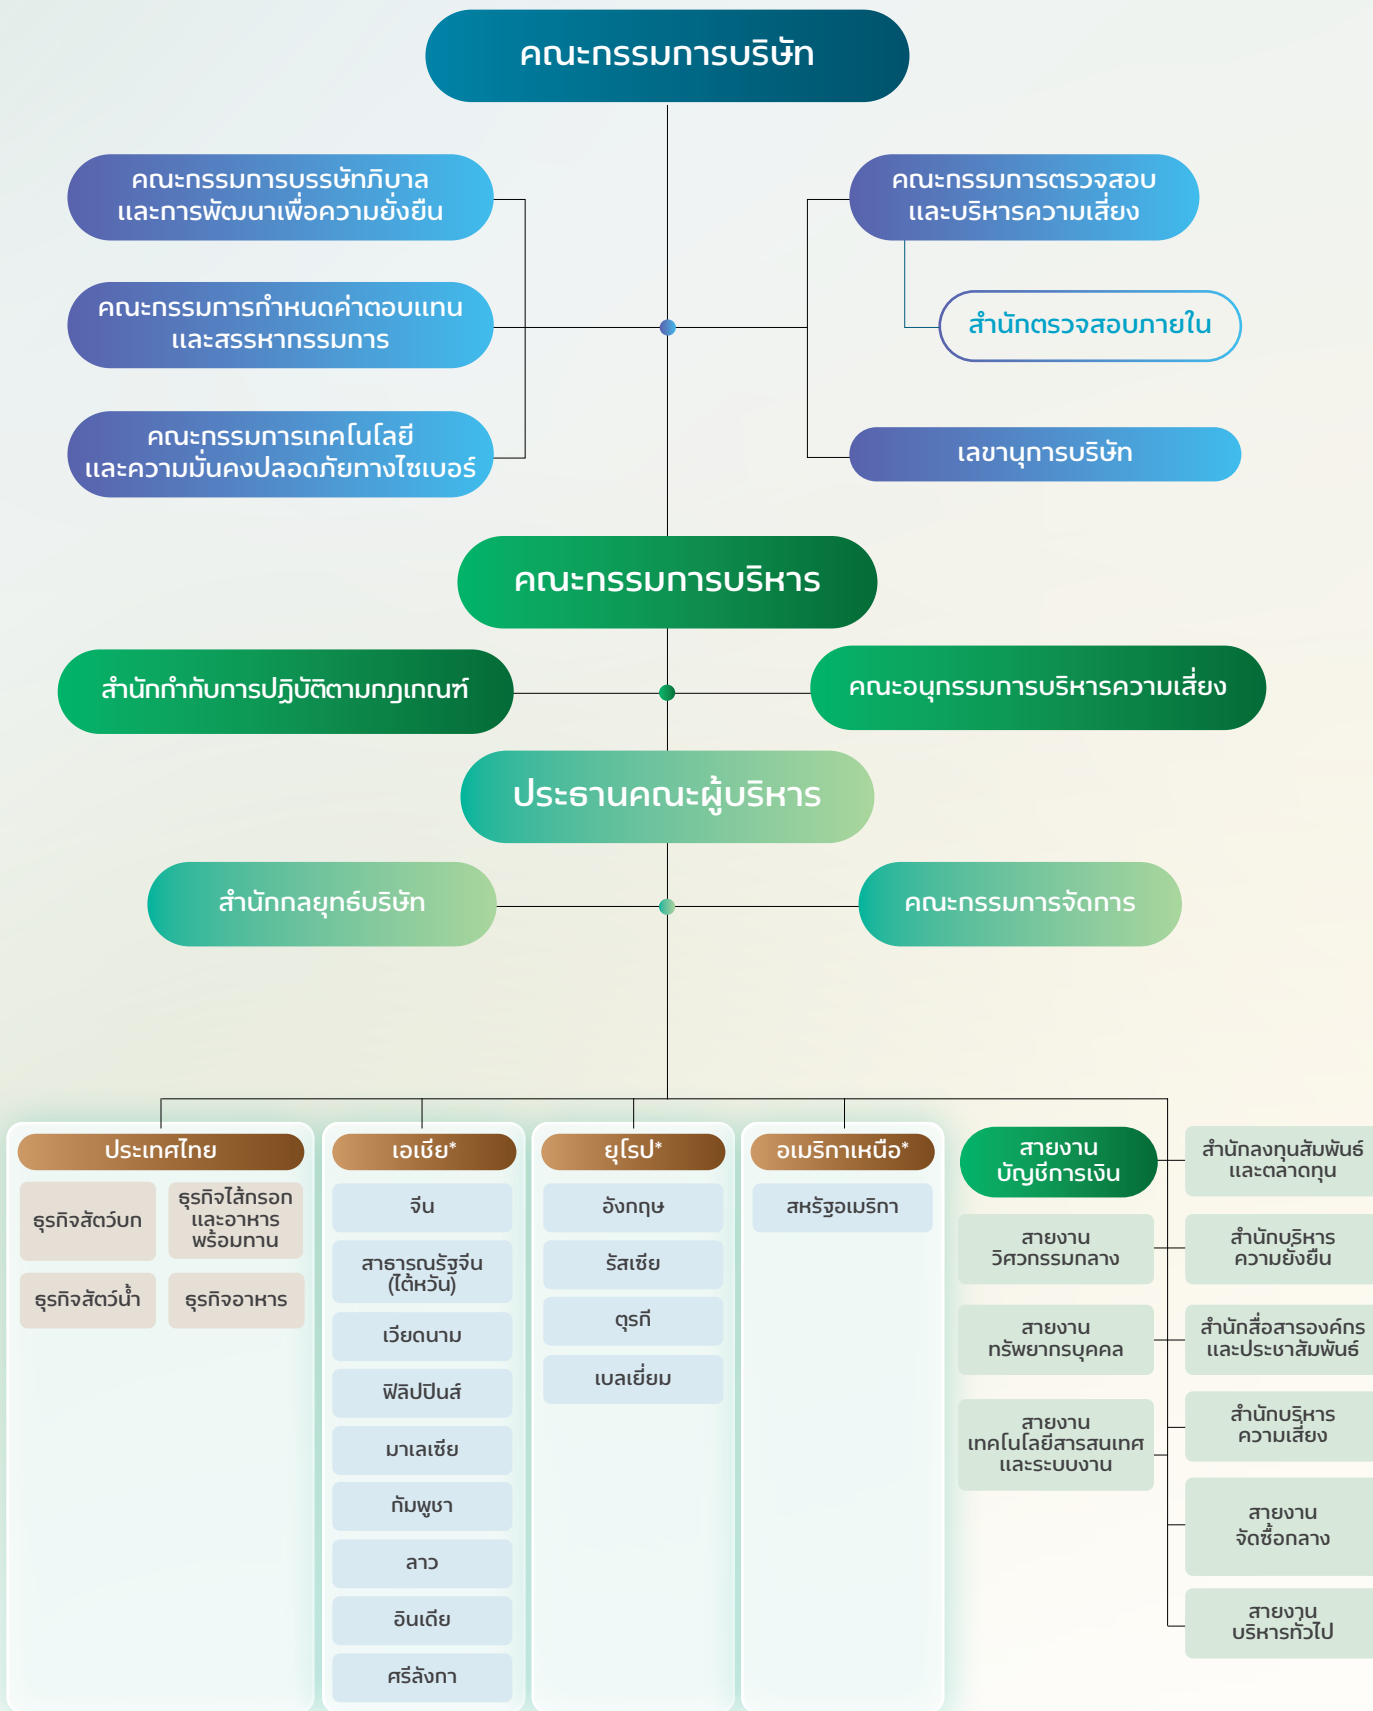 คณะกรรมการบริษัท
คณะกรรมการบรรษัทภิบาล
และการพัฒนาเพื่อความยั่งยืน
คณะกรรมการตรวจสอบ
และบริหารความเสี่ยง
คณะกรรมการกำหนดค่าตอบแทน
และสรรหากรรมการ
สำนักตรวจสอบภายใน
คณะกรรมการเทคโนโลยี
และความมั่นคงปลอดภัยทางไซเบอร์
เลขานุการบริษัท
คณะกรรมการบริหาร
สำนักกำกับการปฏิบัติตามกฎเกณฑ์
คณะอนุกรรมการบริหารความเสี่ยง
ประธานคณะผู้บริหาร
สำนักกลยุทธ์บริษัท
คณะกรรมการจัดการ
ประเทศไทย
ธุรกิจสัตว์บก
ธุรกิจไส้กรอก
และอาหาร
พร้อมทาน
ธุรกิจสัตว์น้ำ
ธุรกิจอาหาร
เอเชีย*
จีน
สาธารณรัฐจีน
(ไต้หวัน)
เวียดนาม
ฟิลิปปินส์
มาเลเซีย
กัมพูชา
ลาว
อินเดีย
ศรีลังกา
ยุโรป*
อังกฤษ
รัสเซีย
ตุรกี
เบลเยี่ยม
อเมริกาเหนือ*
สหรัฐอเมริกา
สายงาน
บัญชีการเงิน
สายงาน
วิศวกรรมกลาง
สายงาน
ทรัพยากรบุคคล
สายงาน
เทคโนโลยีสารสนเทศ
และระบบงาน
สำนักลงทุนสัมพันธ์
และตลาดทุน
สำนักบริหาร
ความยั่งยืน
สำนักสื่อสารองค์กร
และประชาสัมพันธ์
สำนักบริหาร
ความเสี่ยง
สายงาน
จัดซื้อกลาง
สายงาน
บริหารทั่วไป